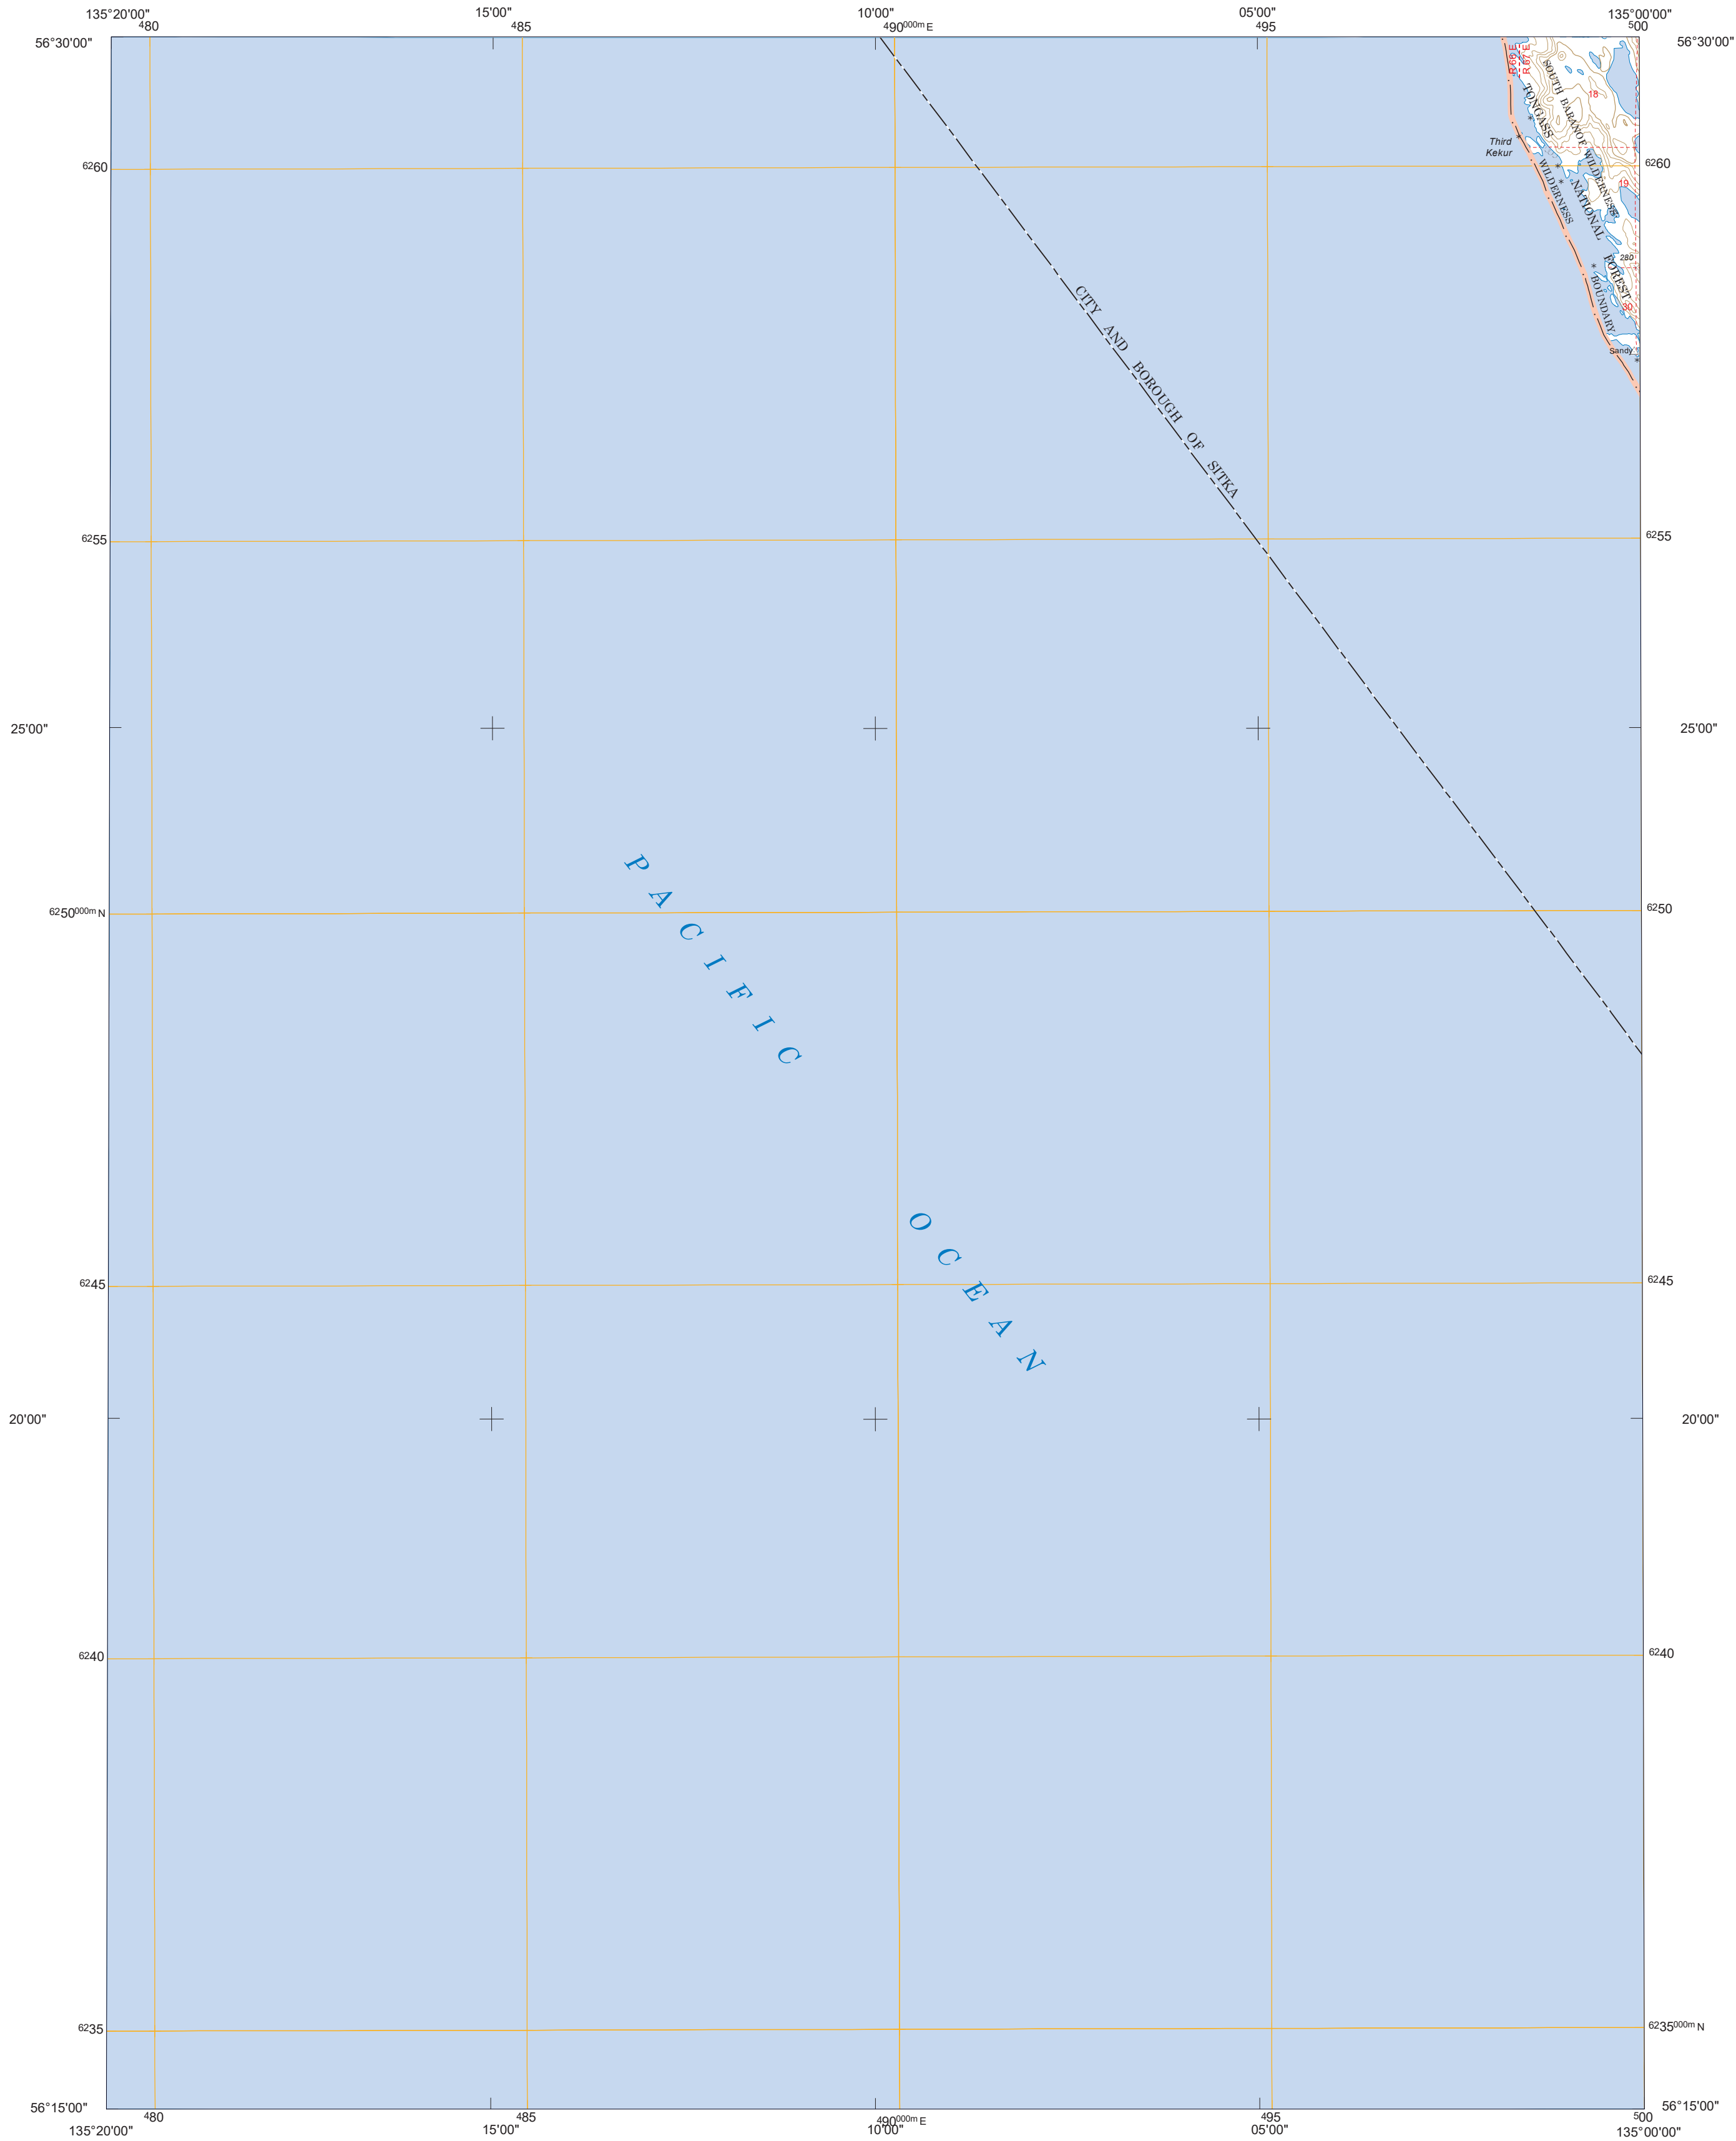 135°20'00"
15'00"
10'00"
05'00"
135°00'00"
480
485
490000m E
495
500
56°30'00"
56°30'00"
R 66 E
R 67 E
SOUTH BARANOF WILDERNESS
18
TONGASS NATIONAL FOREST
Third
Kekur
6260
6260
19
WILDERNESS BOUNDARY
280
30
Sandy
CITY AND BOROUGH OF SITKA
6255
6255
25'00"
25'00"
PACIFIC OCEAN
6250000m N
6250
6245
6245
20'00"
20'00"
6240
6240
6235
6235000m N
56°15'00"
56°15'00"
480
485
490000m E
495
500
135°20'00"
15'00"
10'00"
05'00"
135°00'00"